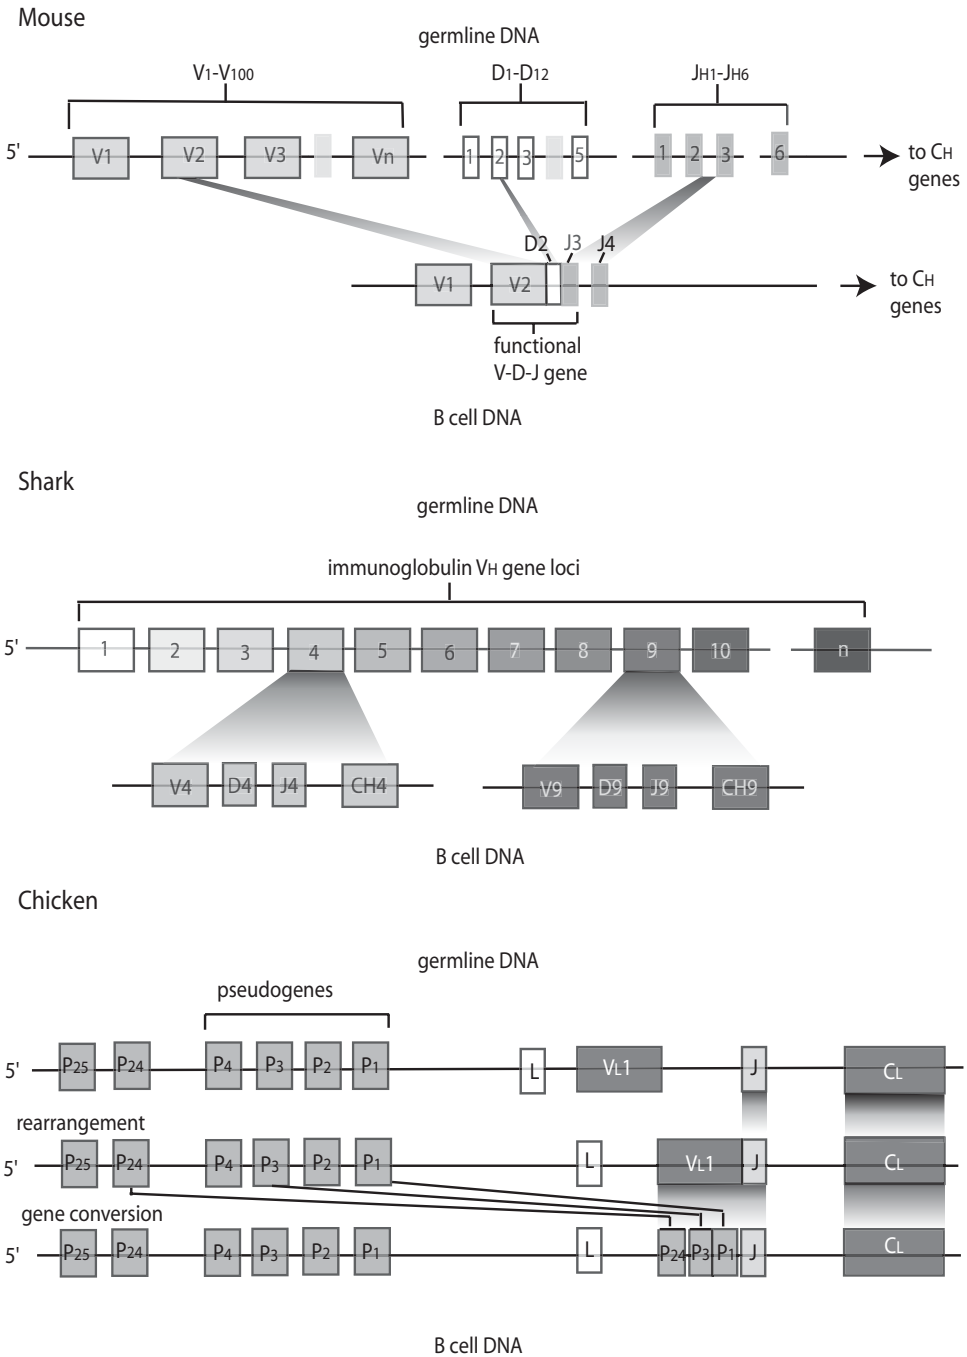 Mouse
germline DNA
V1-V100 D1-D12 JH1-JH6
5' V1 V2 V3 Vn 1 2 3 5 1 2 3 6 to CH
genes
D2 J3 J4
V1 V2 to CH
genes
functional
V-D-J gene
B cell DNA
Shark
germline DNA
immunoglobulin VH gene loci
5' 1 2 3 4 5 6 7 8 9 10 n
V4 D4 J4 CH4 V9 D9 J9 CH9
B cell DNA
Chicken
germline DNA
pseudogenes
5' P25 P24 P4 P3 P2 P1 L VL1 J CL
rearrangement
5' P25 P24 P4 P3 P2 P1 L VL1 J CL
gene conversion
5' P25 P24 P4 P3 P2 P1 L P24 P3 P1 J CL
B cell DNA